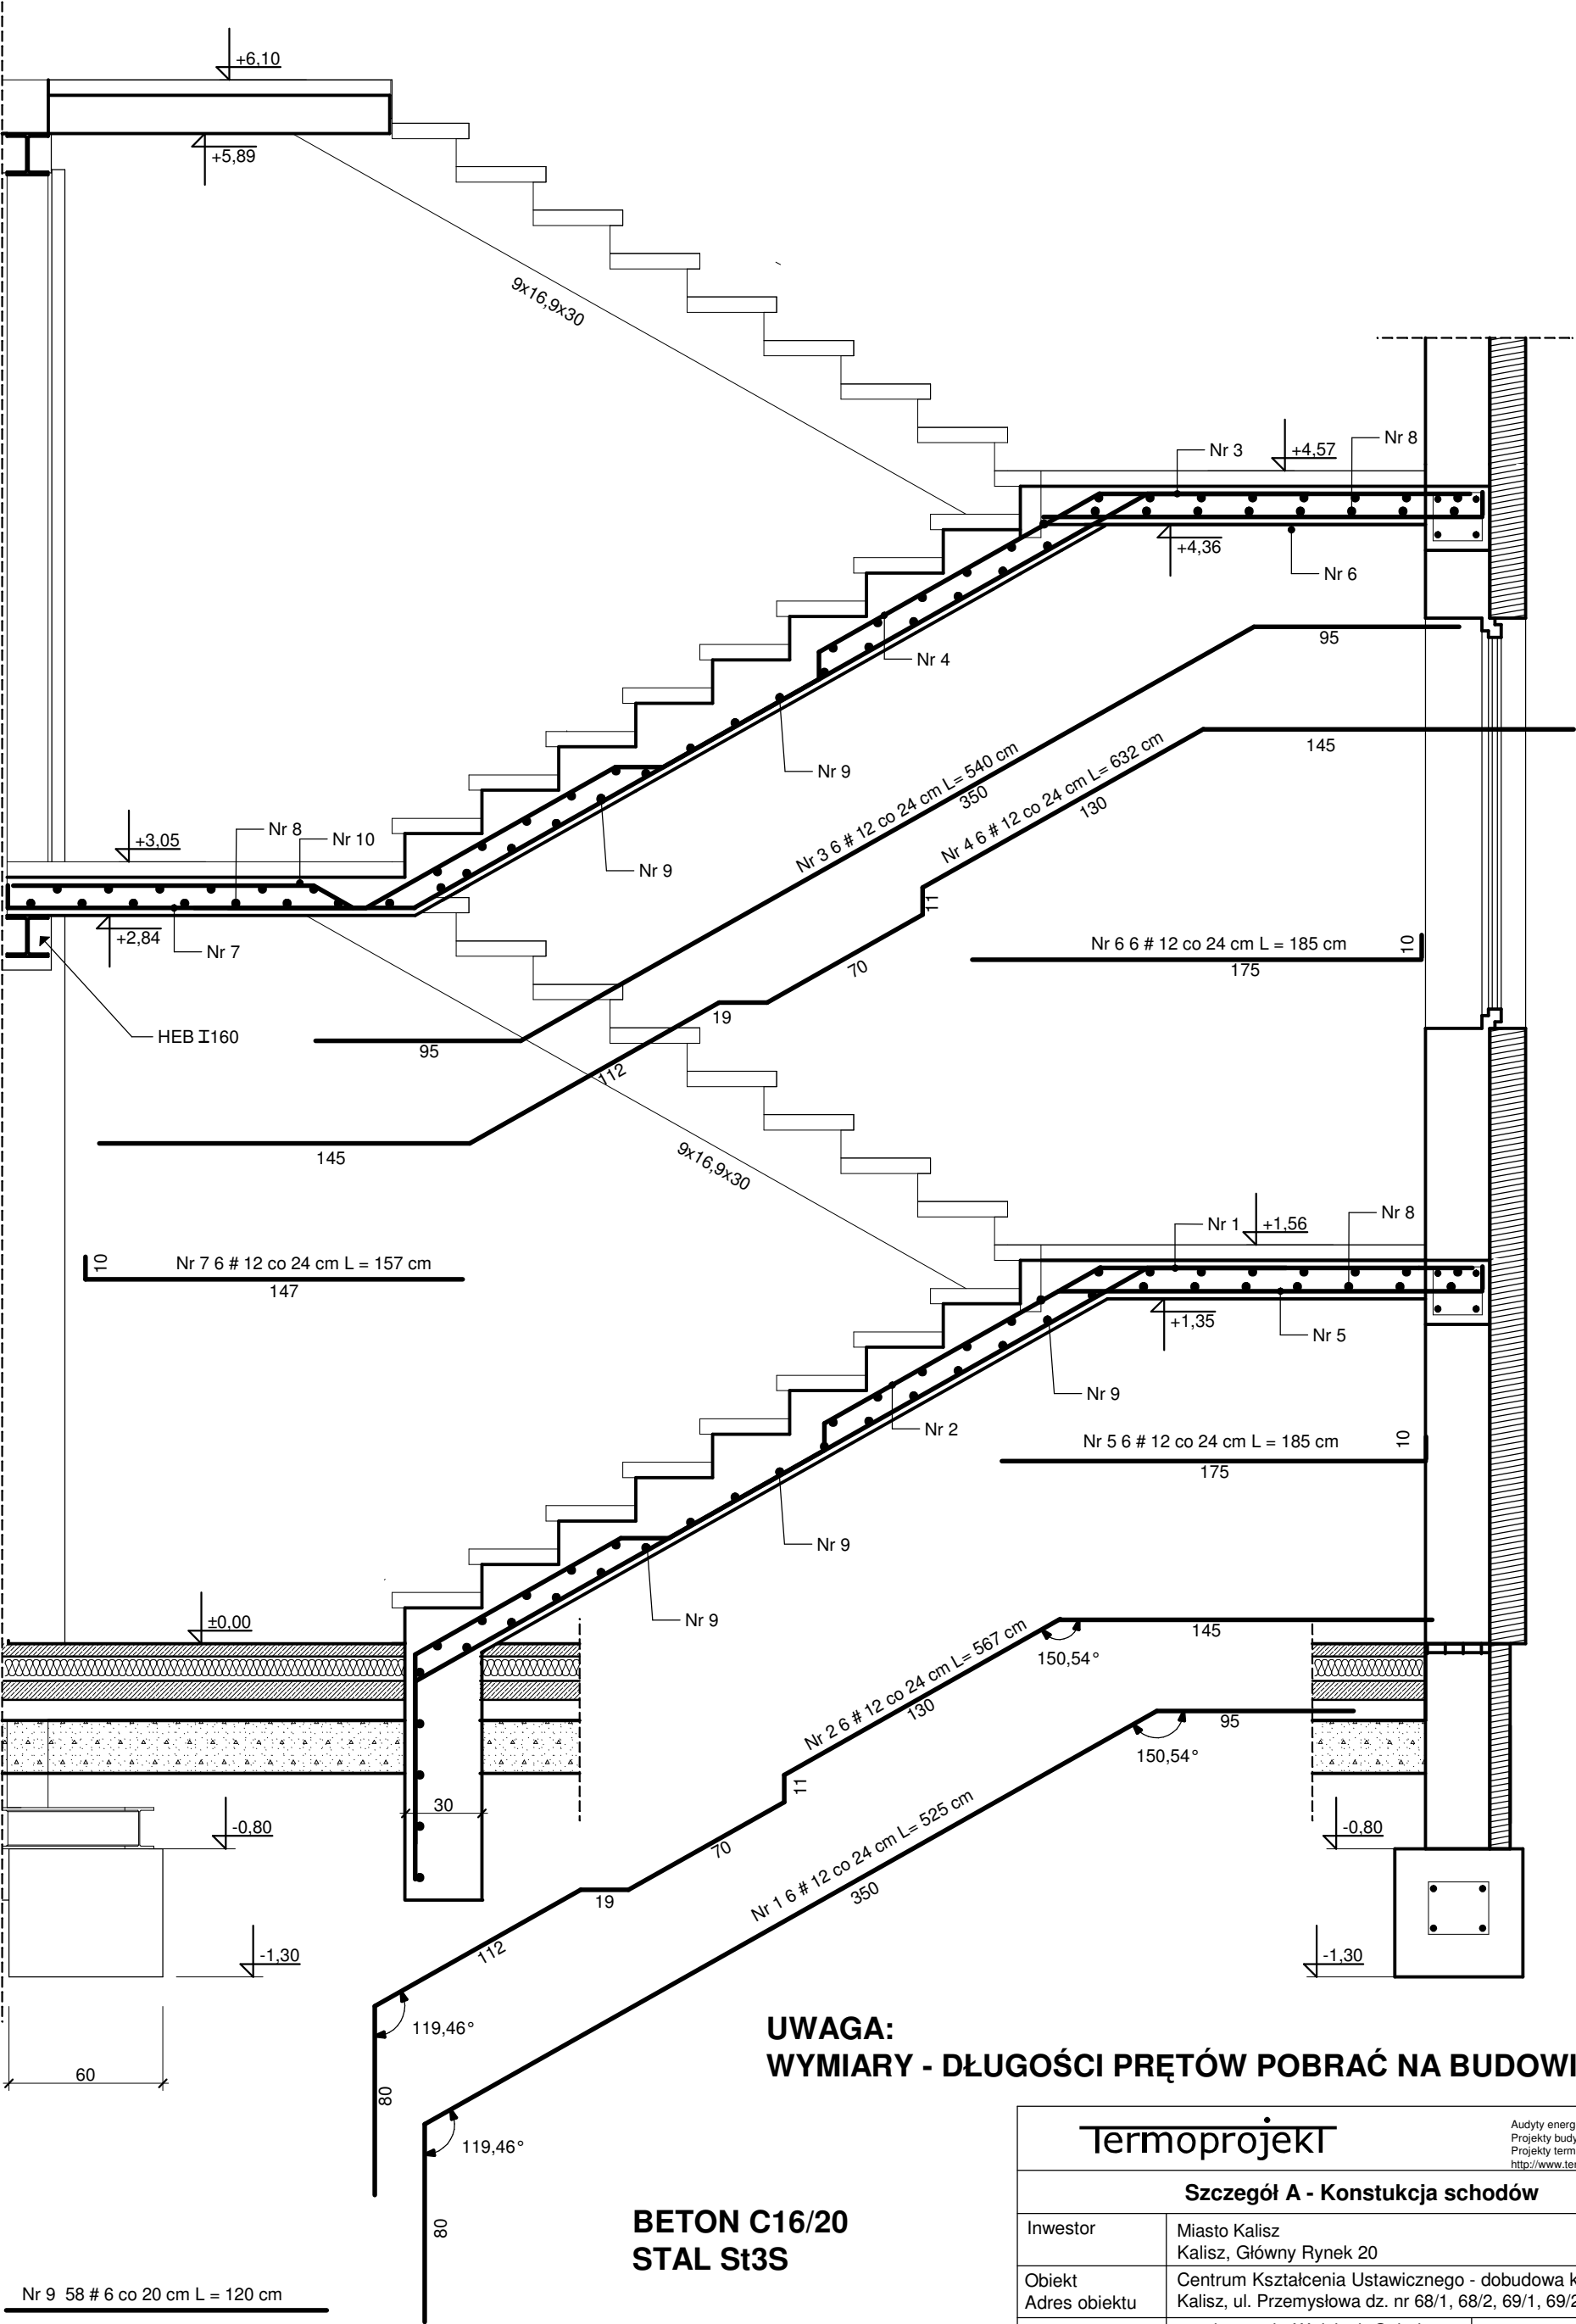 +6,10
+5,89
9x16,9x30
Nr 3
+4,57
Nr 8
+4,36
Nr 6
Nr 4
95
145
Nr 9
Nr 3 6 # 12 co 24 cm L= 540 cm
350
Nr 4 6 # 12 co 24 cm L= 632 cm
130
+3,05
Nr 8
Nr 10
Nr 9
11
+2,84
Nr 7
70
Nr 6 6 # 12 co 24 cm L = 185 cm
10
175
19
HEB I160
95
112
145
9x16,9x30
Nr 1
+1,56
Nr 8
10
Nr 7 6 # 12 co 24 cm L = 157 cm
147
+1,35
Nr 5
Nr 9
Nr 2
Nr 5 6 # 12 co 24 cm L = 185 cm
10
175
Nr 9
Nr 9
±0,00
Nr 2 6 # 12 co 24 cm L= 567 cm
130
145
150,54°
95
150,54°
11
30
-0,80
-0,80
70
Nr 1 6 # 12 co 24 cm L= 525 cm
350
19
112
-1,30
-1,30
119,46°
UWAGA:
WYMIARY - DŁUGOŚCI PRĘTÓW POBRAĆ NA BUDOWI
60
80
119,46°
80
Termoprojekt
Audyty energ
Projekty budy
Projekty term
http://www.ter
Szczegół A - Konstukcja schodów
BETON C16/20
STAL St3S
Inwestor
Miasto Kalisz
Kalisz, Główny Rynek 20
Obiekt
Adres obiektu
Centrum Kształcenia Ustawicznego - dobudowa k
Kalisz, ul. Przemysłowa dz. nr 68/1, 68/2, 69/1, 69/2
Nr 9 58 # 6 co 20 cm L = 120 cm